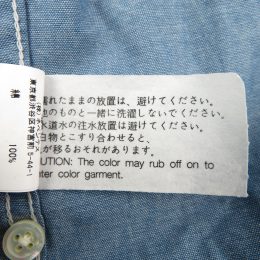 濡れたままの放置は、避けてください。
他のものと一緒に洗濯しないでください。
水道水の注水放置は、避けてください。
白物とこすり合わせると、
が移るおそれがあります。
CAUTION: The color may rub off on to
ter color garment.
綿 100%
東京都渋谷区神宮前